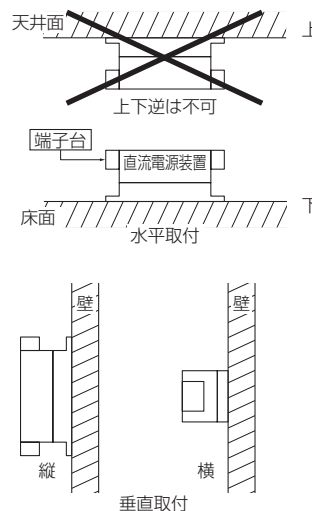 天井面
上
上下逆は不可
端子台
直流電源装置
下
床面
水平取付
壁
壁
縦
横
垂直取付